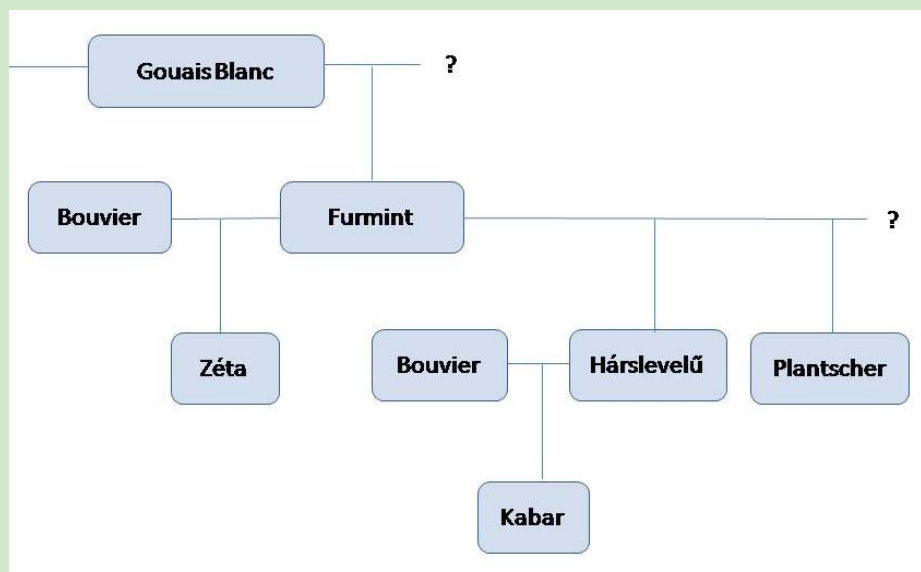 Gouais Blanc
?
Bouvier
Furmint
?
Zéta
Bouvier
Hárslevelű
Plantscher
Kabar